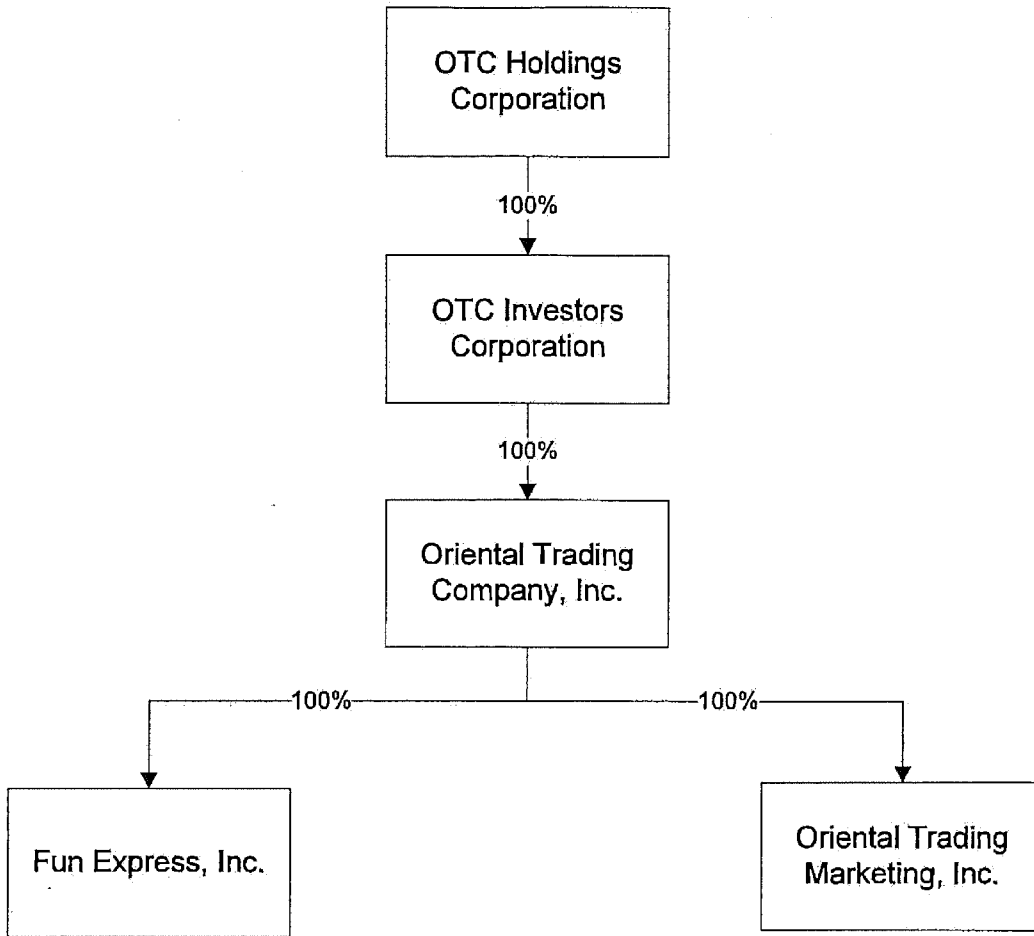 OTC Holdings
Corporation
100%
OTC Investors
Corporation
100%
Oriental Trading
Company, Inc.
100%
100%
Fun Express, Inc.
Oriental Trading
Marketing, Inc.